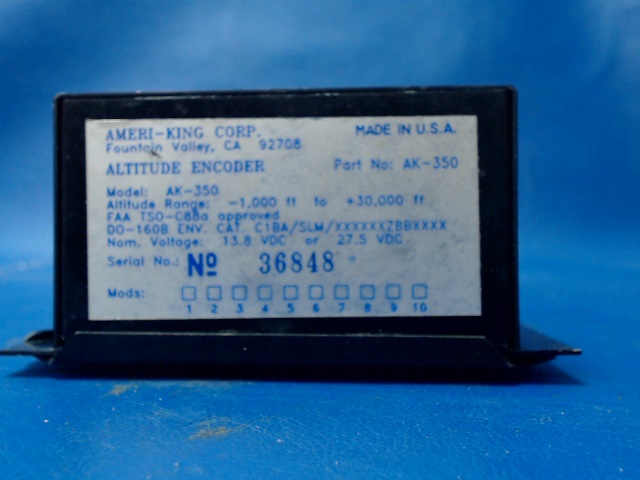 AMERI-KING CORP. MADE IN U.S.A.
Fountain Valley, CA 92708
ALTITUDE ENCODER Part No: AK-350
Model: AK-350
Altitude Range: -1,000 ft to +30,000 ft
FAA TSO-C88a approved
DO-160B ENV. CAT. C1BA/SLM/XXXXXXZBBXXXX
Nom. Voltage: 13.8 VDC or 27.5 VDC
Serial No.: Nº 36848
Mods:
1 2 3 4 5 6 7 8 9 10